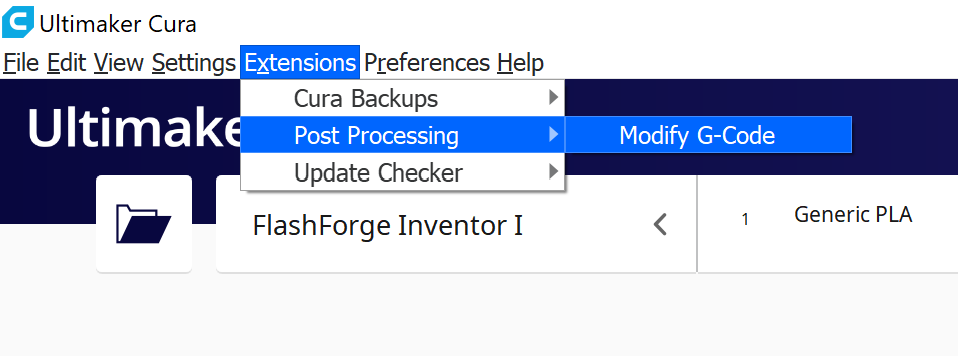 Ultimaker Cura
File Edit View Settings Extensions Preferences Help
Cura Backups
Ultimake
Post Processing
Modify G-Code
Update Checker
FlashForge Inventor I
1
Generic PLA